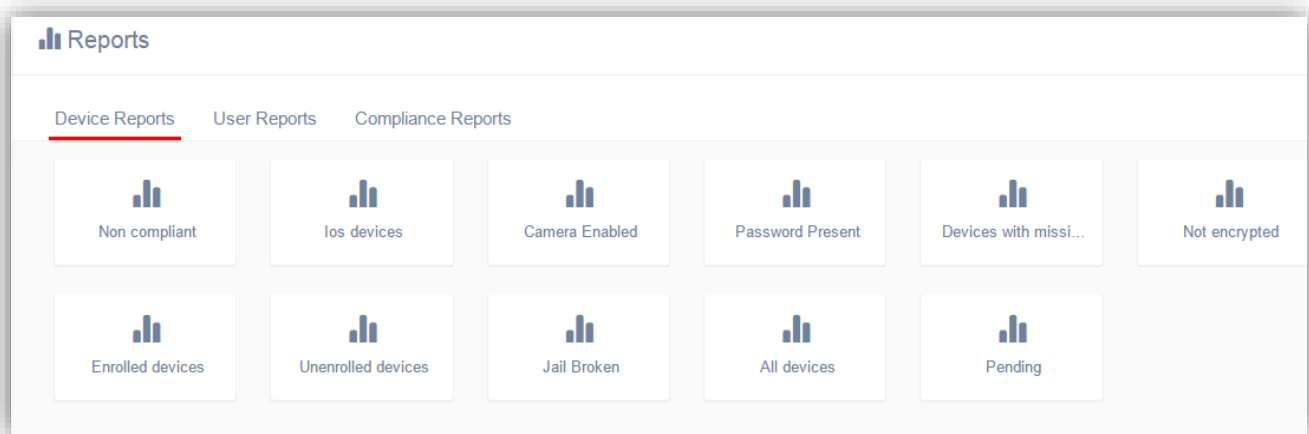 Reports
Device Reports User Reports Compliance Reports
Non compliant Ios devices Camera Enabled Password Present Devices with missi... Not encrypted
Enrolled devices Unenrolled devices Jail Broken All devices Pending